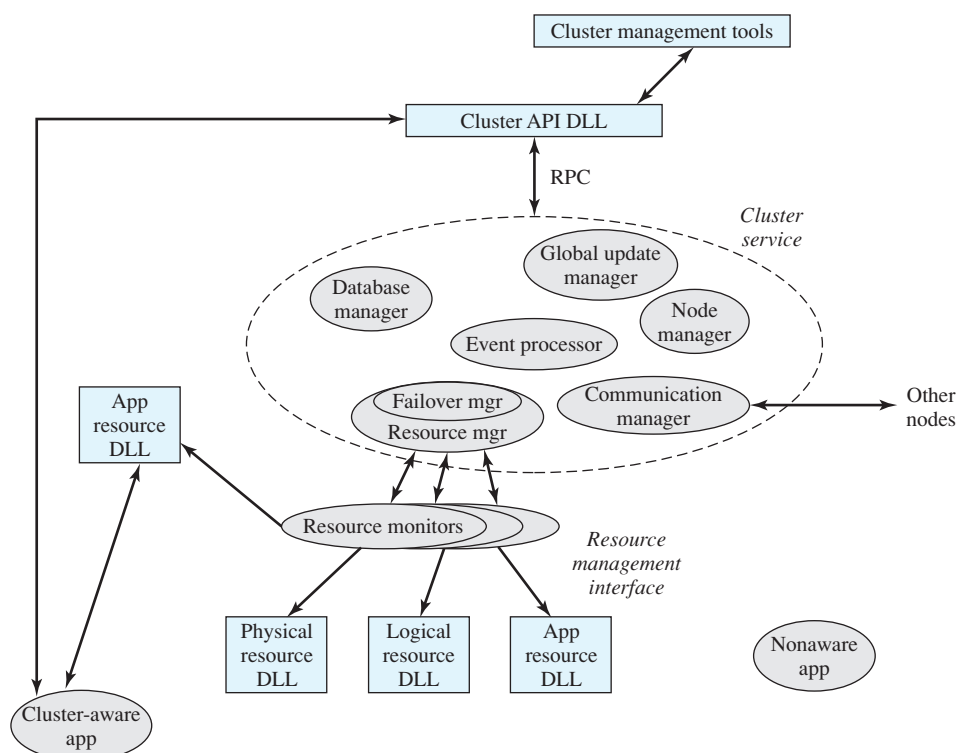 Cluster management tools
Cluster API DLL
RPC
Cluster
service
Global update
manager
Database
manager
Node
manager
Event processor
Failover mgr
Resource mgr
Communication
manager
Other
nodes
App
resource
DLL
Resource monitors
Resource
management
interface
Physical
resource
DLL
Logical
resource
DLL
App
resource
DLL
Nonaware
app
Cluster-aware
app